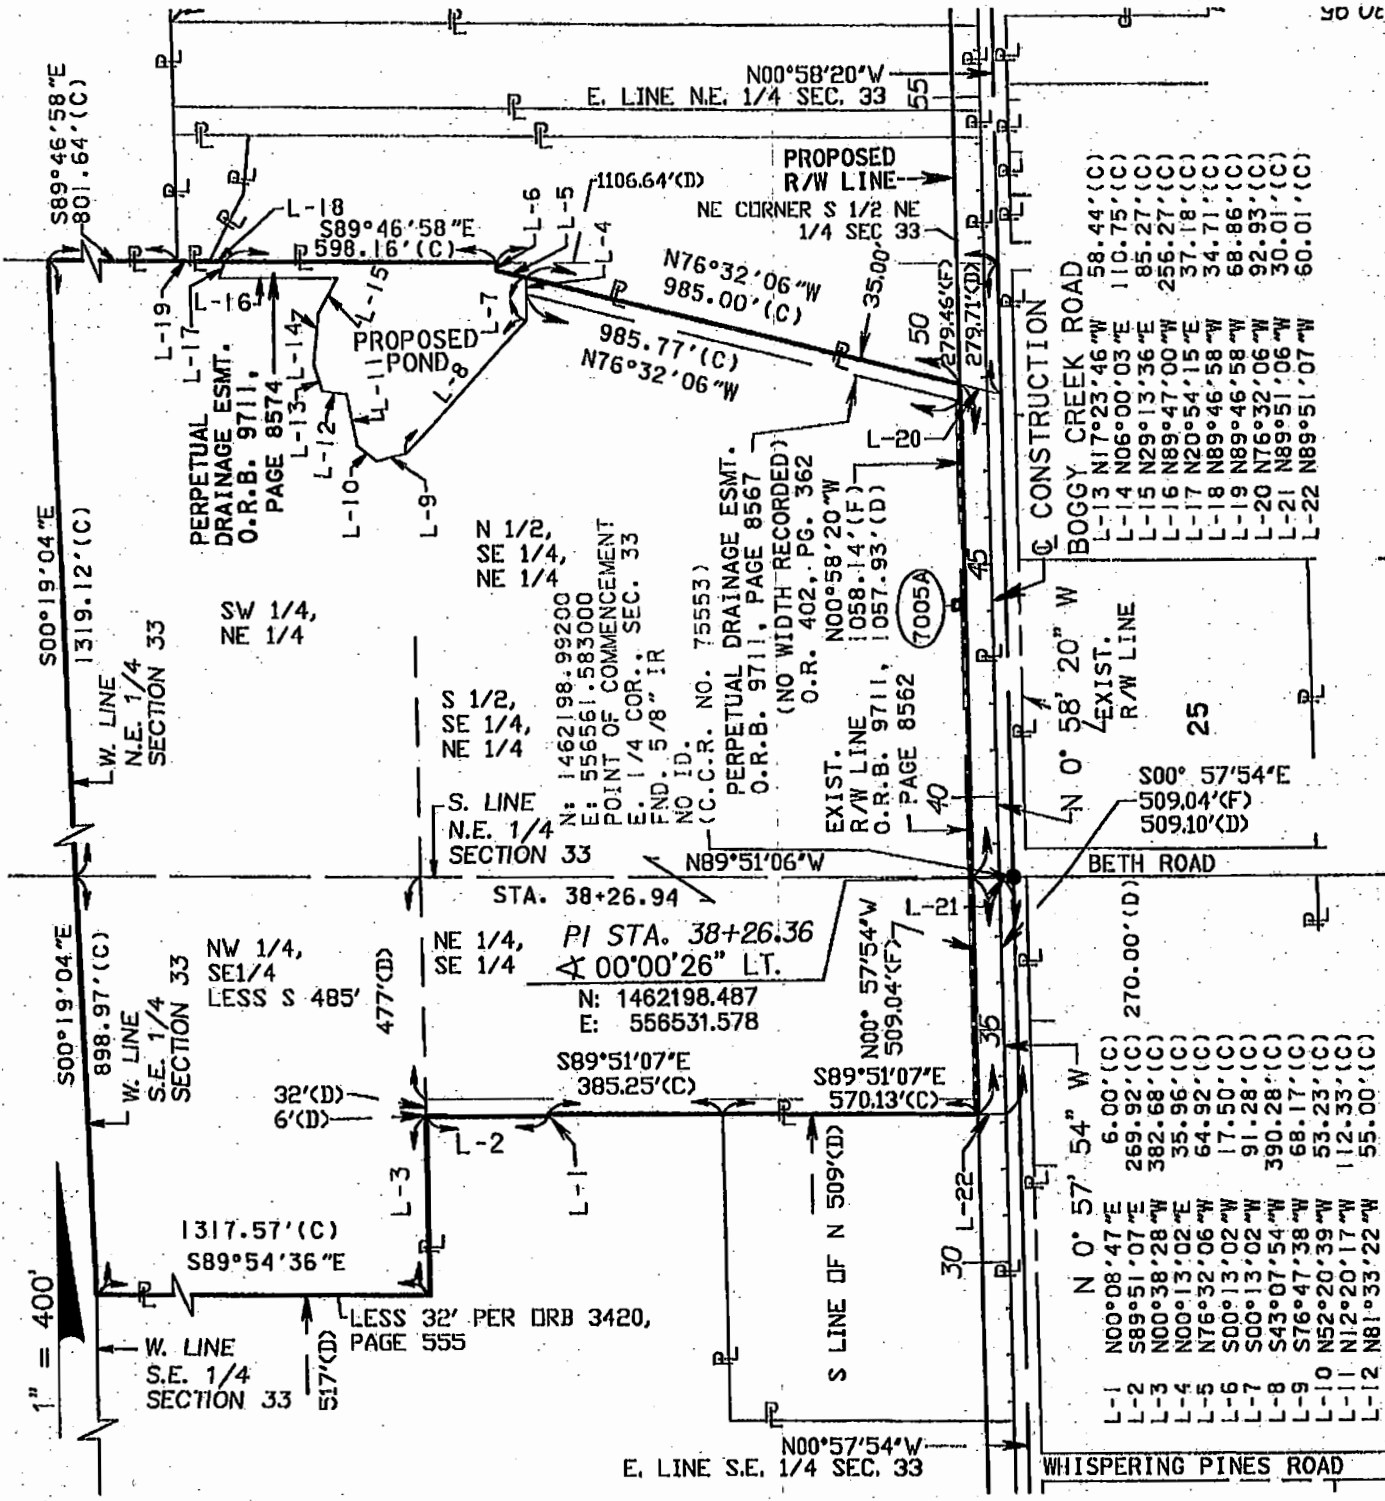 30 06
N00°58'20"W
E. LINE N.E. 1/4 SEC. 33
55
S89°46'58"E
801.64'(C)
PROPOSED
R/W LINE
NE CORNER S 1/2 NE
1/4 SEC 33
1106.64'(D)
L-6
L-5
L-4
L-18
S89°46'58"E
598.16'(C)
N76°32'06"W
985.00'(C)
35.00'
985.77'(C)
N76°32'06"W
50
279.46'(F)
279.71'(D)
L-19
L-17
L-16
L-15
L-14
L-13
L-12
L-11
L-10
L-9
L-8
L-7
L-20
PROPOSED
POND
PERPETUAL
DRAINAGE ESMT.
O.R.B. 9711,
PAGE 8574
L-13 N17°23'46"W 58.44'(C)
L-14 N06°00'03"E 110.75'(C)
L-15 N29°13'36"E 85.27'(C)
L-16 N89°47'00"W 256.27'(C)
L-17 N20°54'15"E 37.18'(C)
L-18 N89°46'58"W 34.71'(C)
L-19 N89°46'58"W 68.86'(C)
L-20 N76°32'06"W 92.93'(C)
L-21 N89°51'06"W 30.01'(C)
L-22 N89°51'07"W 60.01'(C)
℄ CONSTRUCTION
BOGGY CREEK ROAD
S00°19'04"E
1319.12'(C)
W. LINE
N.E. 1/4
SECTION 33
SW 1/4,
NE 1/4
N 1/2,
SE 1/4,
NE 1/4
S 1/2,
SE 1/4,
NE 1/4
N: 1462198.99200
E: 556561.583000
POINT OF COMMENCEMENT
E. 1/4 COR., SEC. 33
FND. 5/8" IR
NO ID.
(C.C.R. NO. 75553)
PERPETUAL DRAINAGE ESMT.
O.R.B. 9711, PAGE 8567
(NO WIDTH RECORDED)
O.R. 402, PG. 362
N00°58'20"W
1058.14'(F)
1057.93'(D)
EXIST.
R/W LINE
O.R.B. 9711,
PAGE 8562
7005A
45
40
N 0° 58' 20" W
EXIST.
R/W LINE
25
S00° 57'54"E
509.04'(F)
509.10'(D)
BETH ROAD
S. LINE
N.E. 1/4
SECTION 33
N89°51'06"W
STA. 38+26.94
PI STA. 38+26.36
00°00'26" LT.
N: 1462198.487
E: 556531.578
L-21
N00° 57'54"W
509.04'(F)
S00°19'04"E
898.97'(C)
W. LINE
S.E. 1/4
SECTION 33
NW 1/4,
SE1/4
LESS S 485'
NE 1/4,
SE 1/4
477'(D)
32'(D)
6'(D)
S89°51'07"E
385.25'(C)
S89°51'07"E
570.13'(C)
35
270.00'(D)
L-3
L-2
L-1
L-22
30
S LINE OF N 509'(D)
N 0° 57' 54" W
L-1 N00°08'47"E 6.00'(C)
L-2 S89°51'07"E 269.92'(C)
L-3 N00°38'28"W 382.68'(C)
L-4 N00°13'02"E 35.96'(C)
L-5 N76°32'06"W 64.92'(C)
L-6 S00°13'02"W 17.50'(C)
L-7 S00°13'02"W 91.28'(C)
L-8 S43°07'54"W 390.28'(C)
L-9 S76°47'38"W 68.17'(C)
L-10 N52°20'39"W 53.23'(C)
L-11 N12°20'17"W 112.33'(C)
L-12 N81°33'22"W 55.00'(C)
1317.57'(C)
S89°54'36"E
LESS 32' PER ORB 3420,
PAGE 555
517'(D)
W. LINE
S.E. 1/4
SECTION 33
1" = 400'
N00°57'54"W
E. LINE S.E. 1/4 SEC. 33
WHISPERING PINES ROAD